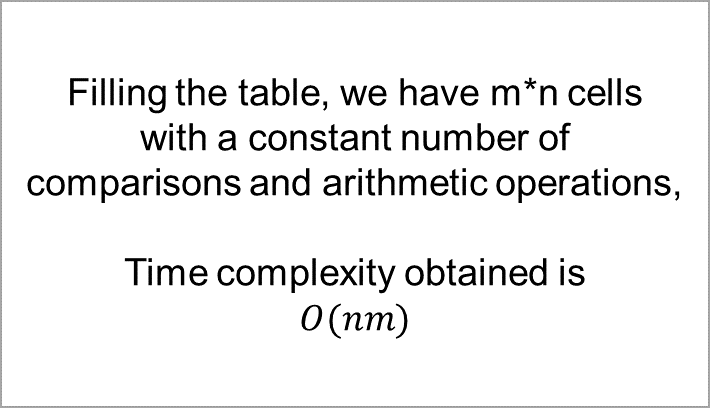 Filling the table, we have m*n cells
with a constant number of
comparisons and arithmetic operations,
Time complexity obtained is
O(nm)